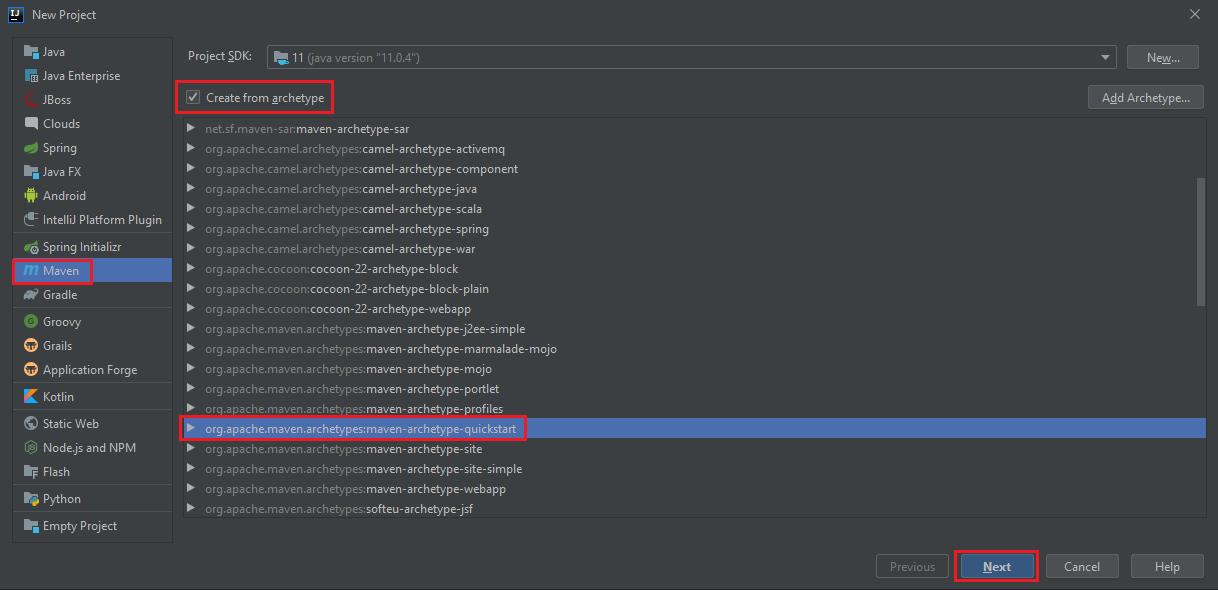 New Project
Java
Java Enterprise
JBoss
Clouds
Spring
Java FX
Android
IntelliJ Platform Plugin
Spring Initializr
Maven
Gradle
Groovy
Grails
Application Forge
Kotlin
Static Web
Node.js and NPM
Flash
Python
Empty Project
Project SDK: 11 (java version "11.0.4") New...
Create from archetype Add Archetype...
net.sf.maven-sar:maven-archetype-sar
org.apache.camel.archetypes:camel-archetype-activemq
org.apache.camel.archetypes:camel-archetype-component
org.apache.camel.archetypes:camel-archetype-java
org.apache.camel.archetypes:camel-archetype-scala
org.apache.camel.archetypes:camel-archetype-spring
org.apache.camel.archetypes:camel-archetype-war
org.apache.cocoon:cocoon-22-archetype-block
org.apache.cocoon:cocoon-22-archetype-block-plain
org.apache.cocoon:cocoon-22-archetype-webapp
org.apache.maven.archetypes:maven-archetype-j2ee-simple
org.apache.maven.archetypes:maven-archetype-marmalade-mojo
org.apache.maven.archetypes:maven-archetype-mojo
org.apache.maven.archetypes:maven-archetype-portlet
org.apache.maven.archetypes:maven-archetype-profiles
org.apache.maven.archetypes:maven-archetype-quickstart
org.apache.maven.archetypes:maven-archetype-site
org.apache.maven.archetypes:maven-archetype-site-simple
org.apache.maven.archetypes:maven-archetype-webapp
org.apache.maven.archetypes:softeu-archetype-jsf
Previous Next Cancel Help